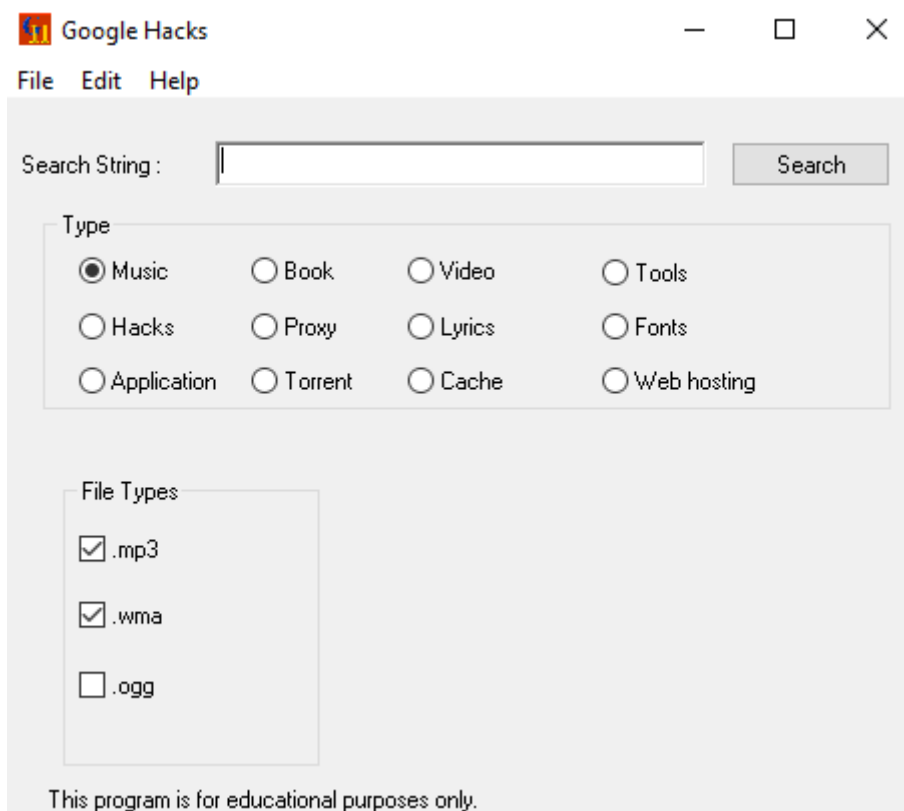 Google Hacks
File Edit Help
Search String : Search
Type
Music Book Video Tools
Hacks Proxy Lyrics Fonts
Application Torrent Cache Web hosting
File Types
.mp3
.wma
.ogg
This program is for educational purposes only.